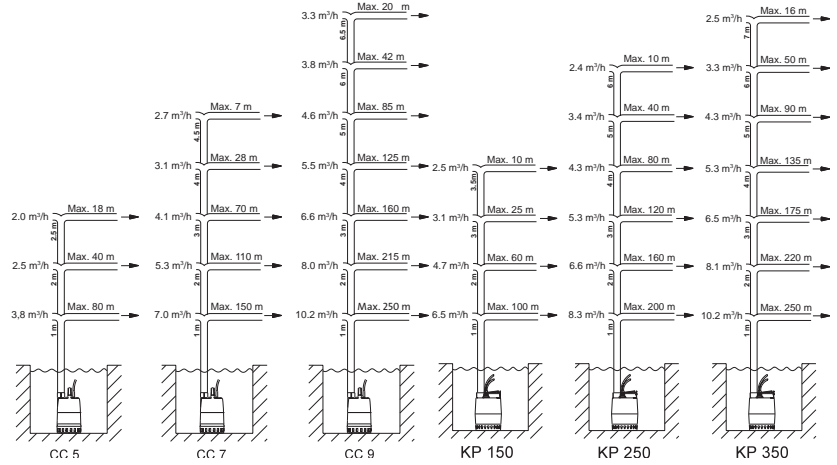 3.3 m³/h Max. 20 m
6.5 m
3.8 m³/h Max. 42 m
6 m
4.6 m³/h Max. 85 m
5 m
5.5 m³/h Max. 125 m
4 m
6.6 m³/h Max. 160 m
3 m
8.0 m³/h Max. 215 m
2 m
10.2 m³/h Max. 250 m
1 m
CC 9
2.0 m³/h Max. 18 m
2.5 m
2.5 m³/h Max. 40 m
2 m
3,8 m³/h Max. 80 m
1 m
CC 5
2.7 m³/h Max. 7 m
4.5 m
3.1 m³/h Max. 28 m
4 m
4.1 m³/h Max. 70 m
3 m
5.3 m³/h Max. 110 m
2 m
7.0 m³/h Max. 150 m
1 m
CC 7
2.5 m³/h Max. 10 m
3.5m
3.1 m³/h Max. 25 m
3 m
4.7 m³/h Max. 60 m
2 m
6.5 m³/h Max. 100 m
1 m
KP 150
2.4 m³/h Max. 10 m
6 m
3.4 m³/h Max. 40 m
5 m
4.3 m³/h Max. 80 m
4 m
5.3 m³/h Max. 120 m
3 m
6.6 m³/h Max. 160 m
2 m
8.3 m³/h Max. 200 m
1 m
KP 250
2.5 m³/h Max. 16 m
7 m
3.3 m³/h Max. 50 m
6 m
4.3 m³/h Max. 90 m
5 m
5.3 m³/h Max. 135 m
4 m
6.5 m³/h Max. 175 m
3 m
8.1 m³/h Max. 220 m
2 m
10.2 m³/h Max. 250 m
1 m
KP 350